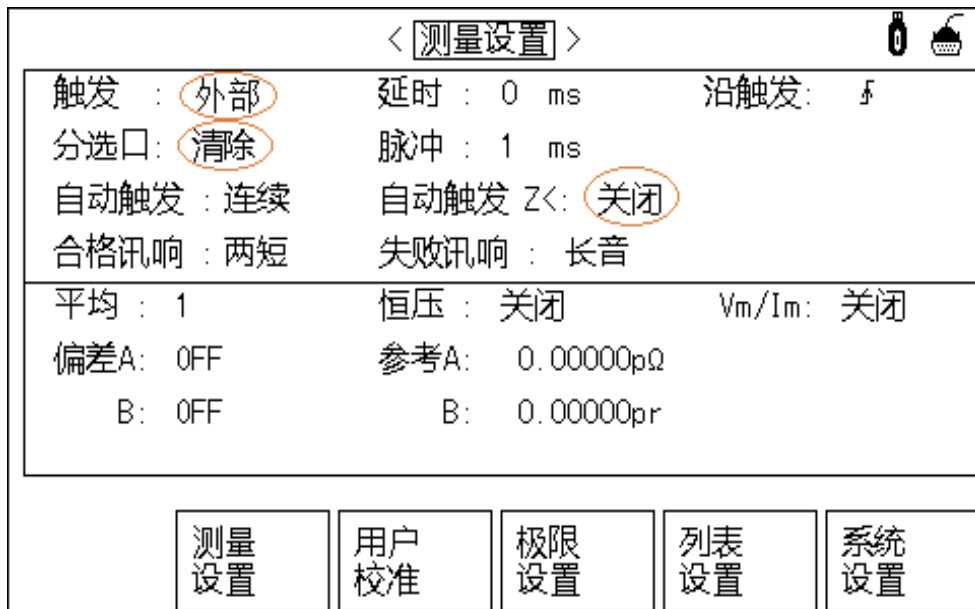 < 测量设置 >
触发 : 外部 延时 : 0 ms 沿触发:
分选口: 清除 脉冲 : 1 ms
自动触发 : 连续 自动触发 Z<: 关闭
合格讯响 : 两短 失败讯响 : 长音
平均 : 1 恒压 : 关闭 Vm/Im: 关闭
偏差A: OFF 参考A: 0.00000pΩ
B: OFF B: 0.00000pr
测量 用户 极限 列表 系统
设置 校准 设置 设置 设置